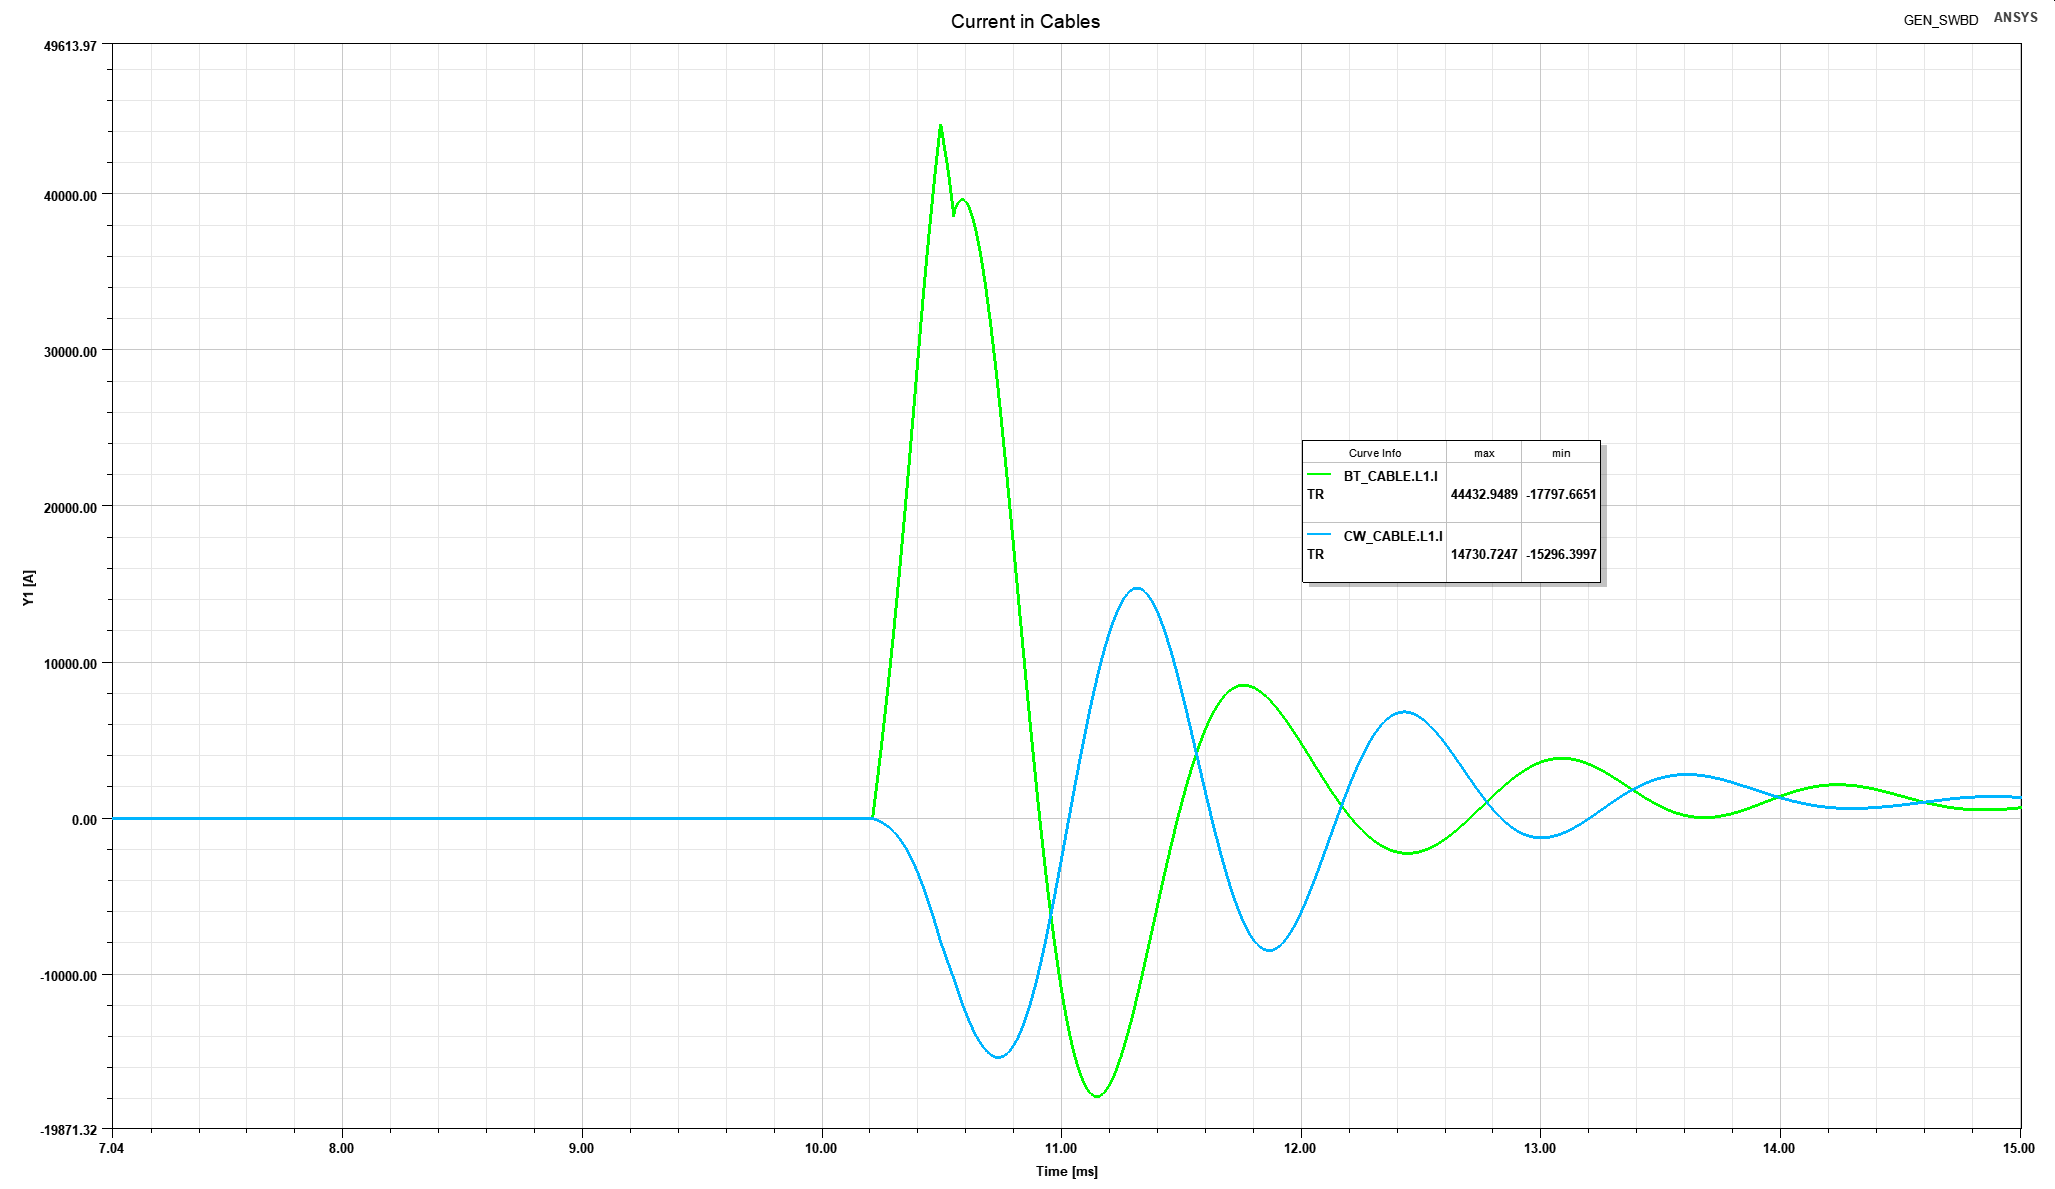 Current in Cables
GEN_SWBD ANSYS
49613.97
40000.00
30000.00
20000.00
10000.00
0.00
-10000.00
-19871.32
Y1 [A]
Curve Info max min
BT_CABLE.L1.I
TR 44432.9489 -17797.6651
CW_CABLE.L1.I
TR 14730.7247 -15296.3997
7.04 8.00 9.00 10.00 11.00 12.00 13.00 14.00 15.00
Time [ms]